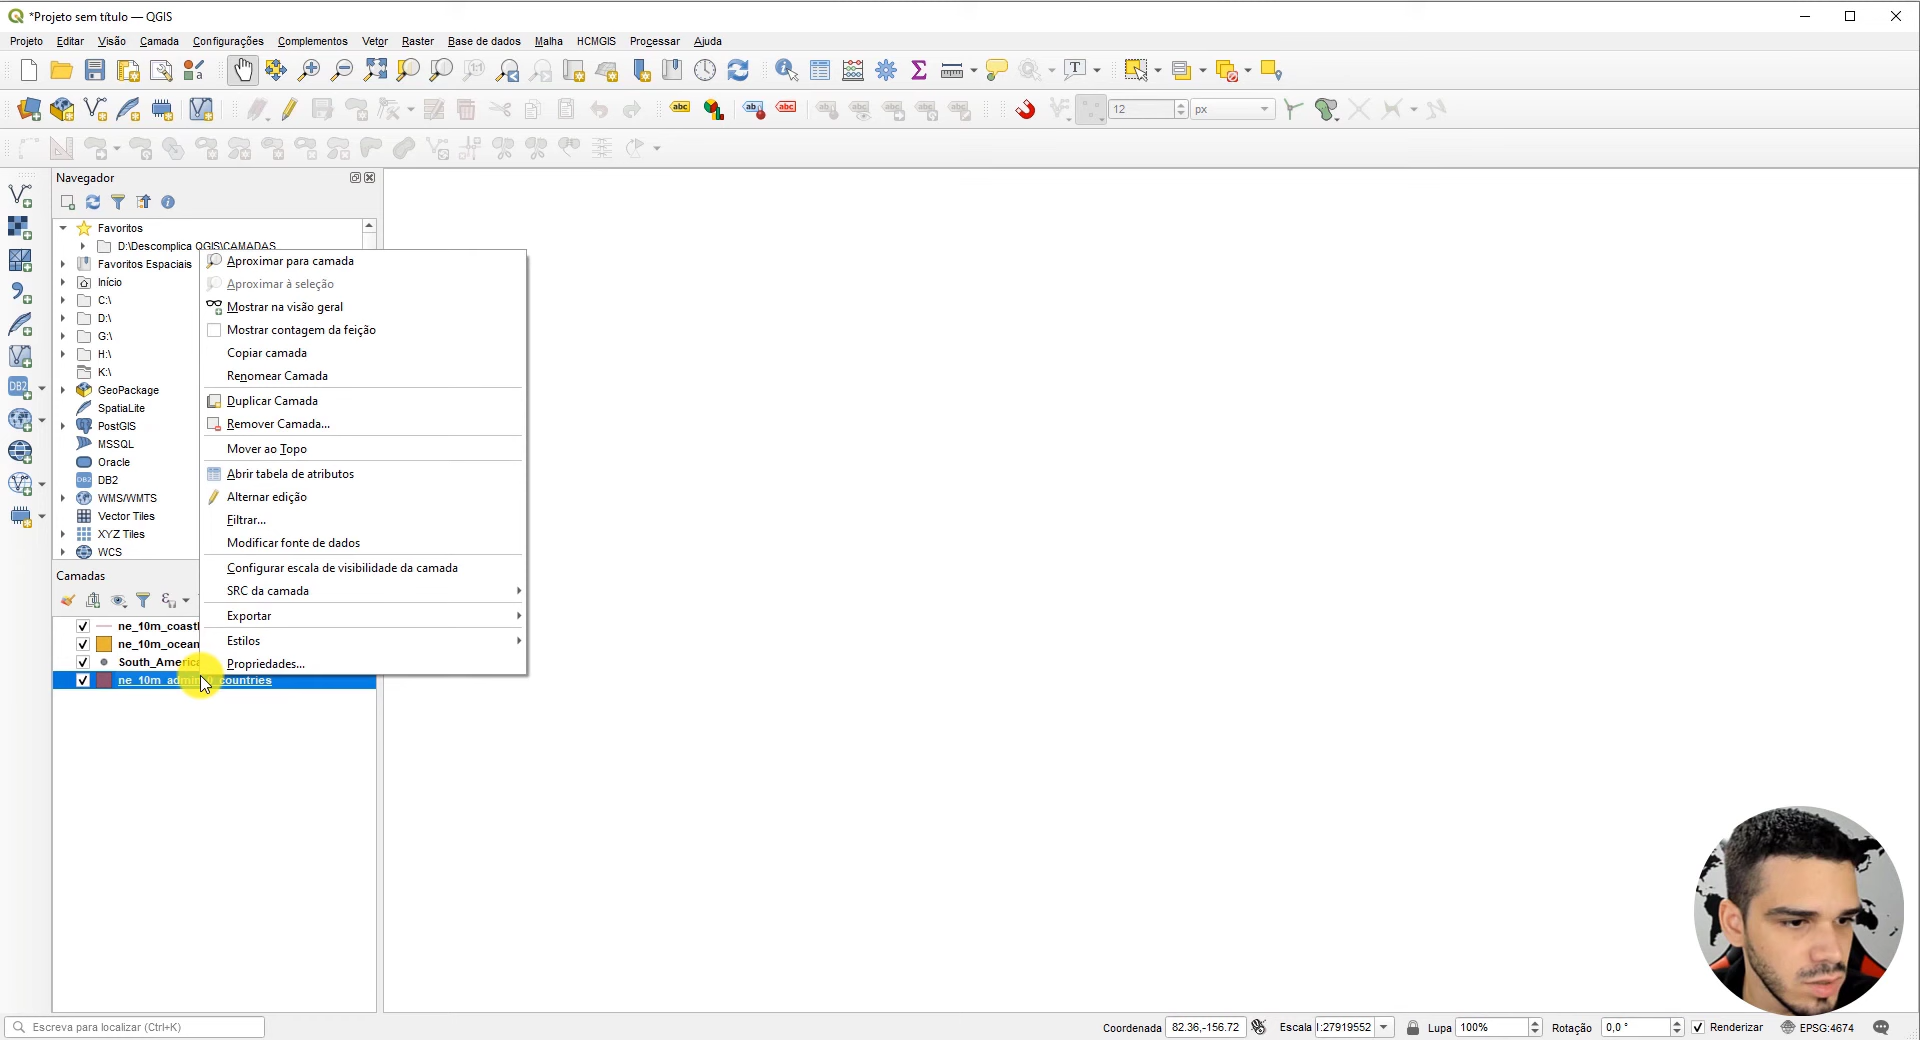 *Projeto sem título — QGIS
Projeto Editar Visão Camada Configurações Complementos Vetor Raster Base de dados Malha HCMGIS Processar Ajuda
T
abc ab abc
12 px
Navegador
Favoritos
D:\Descomplica QGIS\CAMADAS
Favoritos Espaciais
Início
C:\
D:\
G:\
H:\
K:\
GeoPackage
SpatiaLite
PostGIS
MSSQL
Oracle
DB2
WMS/WMTS
Vector Tiles
XYZ Tiles
WCS
DB2
Aproximar para camada
Aproximar à seleção
Mostrar na visão geral
Mostrar contagem da feição
Copiar camada
Renomear Camada
Duplicar Camada
Remover Camada...
Mover ao Topo
Abrir tabela de atributos
Alternar edição
Filtrar...
Modificar fonte de dados
Configurar escala de visibilidade da camada
SRC da camada
Exportar
Estilos
Propriedades...
Camadas
ne_10m_coastl
ne_10m_ocean
South_America
ne_10m_admin_0_countries
Escreva para localizar (Ctrl+K)
Coordenada 82.36,-156.72 Escala 1:27919552 Lupa 100% Rotação 0,0 ° Renderizar EPSG:4674